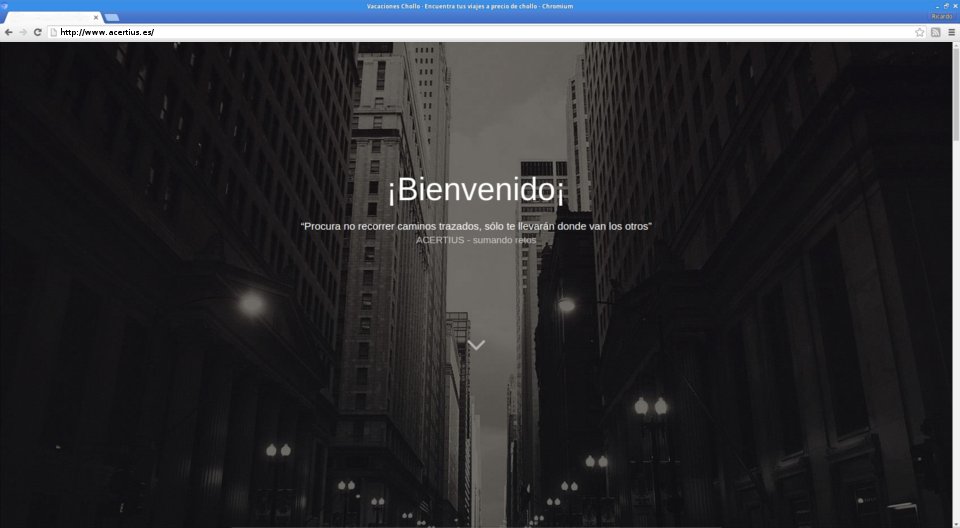 Vacaciones Chollo - Encuentra tus viajes a precio de chollo - Chromium
Ricardo
http://www.acertius.es/
¡Bienvenido¡
“Procura no recorrer caminos trazados, sólo te llevarán donde van los otros”
ACERTIUS - sumando retos